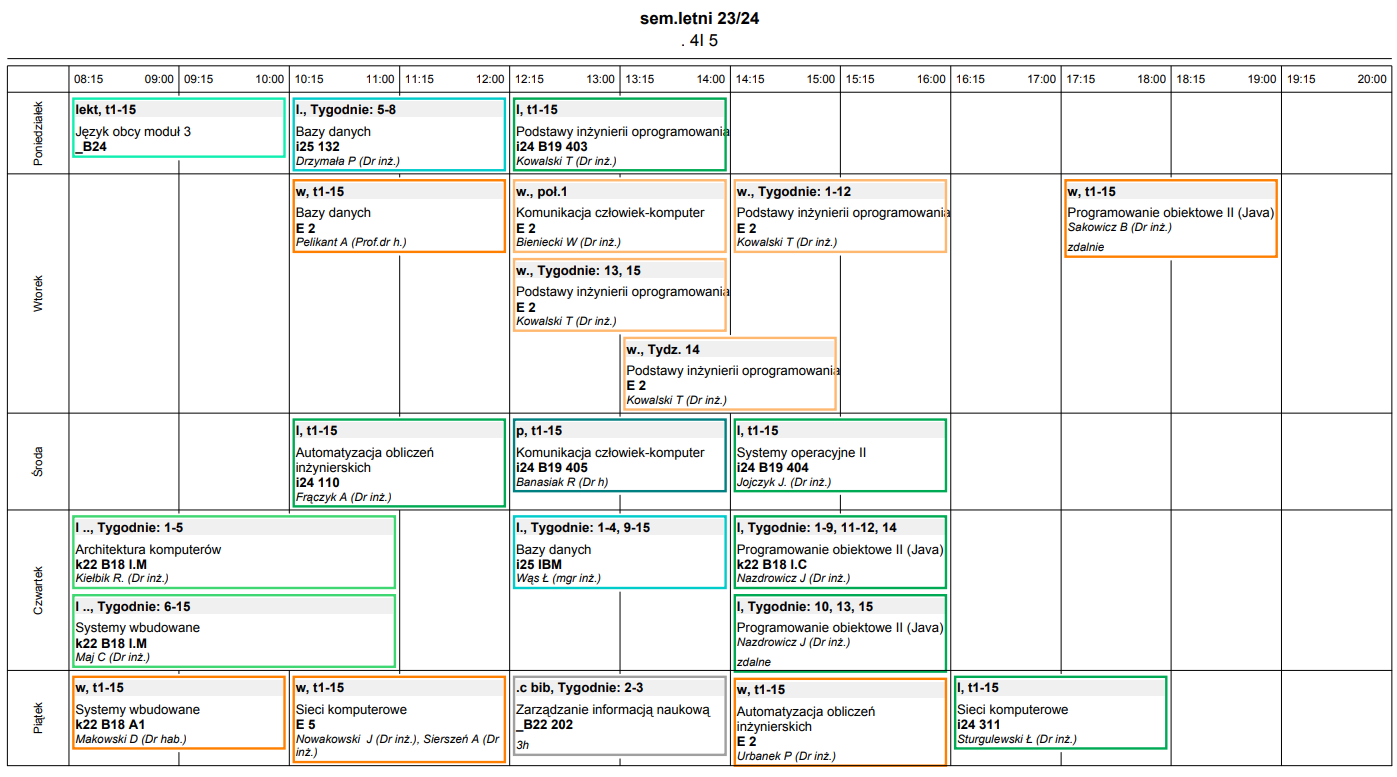 sem.letni 23/24
. 4I 5
08:15 09:00 09:15 10:00 10:15 11:00 11:15 12:00 12:15 13:00 13:15 14:00 14:15 15:00 15:15 16:00 16:15 17:00 17:15 18:00 18:15 19:00 19:15 20:00
Poniedziałek
lekt, t1-15
Język obcy moduł 3
_B24
l., Tygodnie: 5-8
Bazy danych
i25 132
Drzymała P (Dr inż.)
l, t1-15
Podstawy inżynierii oprogramowania
i24 B19 403
Kowalski T (Dr inż.)
Wtorek
w, t1-15
Bazy danych
E 2
Pelikant A (Prof.dr h.)
w., poł.1
Komunikacja człowiek-komputer
E 2
Bieniecki W (Dr inż.)
w., Tygodnie: 13, 15
Podstawy inżynierii oprogramowania
E 2
Kowalski T (Dr inż.)
w., Tydz. 14
Podstawy inżynierii oprogramowania
E 2
Kowalski T (Dr inż.)
w., Tygodnie: 1-12
Podstawy inżynierii oprogramowania
E 2
Kowalski T (Dr inż.)
w, t1-15
Programowanie obiektowe II (Java)
Sakowicz B (Dr inż.)
zdalnie
Środa
l, t1-15
Automatyzacja obliczeń
inżynierskich
i24 110
Frączyk A (Dr inż.)
p, t1-15
Komunikacja człowiek-komputer
i24 B19 405
Banasiak R (Dr h)
l, t1-15
Systemy operacyjne II
i24 B19 404
Jojczyk J. (Dr inż.)
Czwartek
l .., Tygodnie: 1-5
Architektura komputerów
k22 B18 l.M
Kiełbik R. (Dr inż.)
l .., Tygodnie: 6-15
Systemy wbudowane
k22 B18 l.M
Maj C (Dr inż.)
l., Tygodnie: 1-4, 9-15
Bazy danych
i25 IBM
Wąs Ł (mgr inż.)
l, Tygodnie: 1-9, 11-12, 14
Programowanie obiektowe II (Java)
k22 B18 l.C
Nazdrowicz J (Dr inż.)
l, Tygodnie: 10, 13, 15
Programowanie obiektowe II (Java)
Nazdrowicz J (Dr inż.)
zdalne
Piątek
w, t1-15
Systemy wbudowane
k22 B18 A1
Makowski D (Dr hab.)
w, t1-15
Sieci komputerowe
E 5
Nowakowski J (Dr inż.), Sierszeń A (Dr
inż.)
.c bib, Tygodnie: 2-3
Zarządzanie informacją naukową
_B22 202
3h
w, t1-15
Automatyzacja obliczeń
inżynierskich
E 2
Urbanek P (Dr inż.)
l, t1-15
Sieci komputerowe
i24 311
Sturgulewski Ł (Dr inż.)